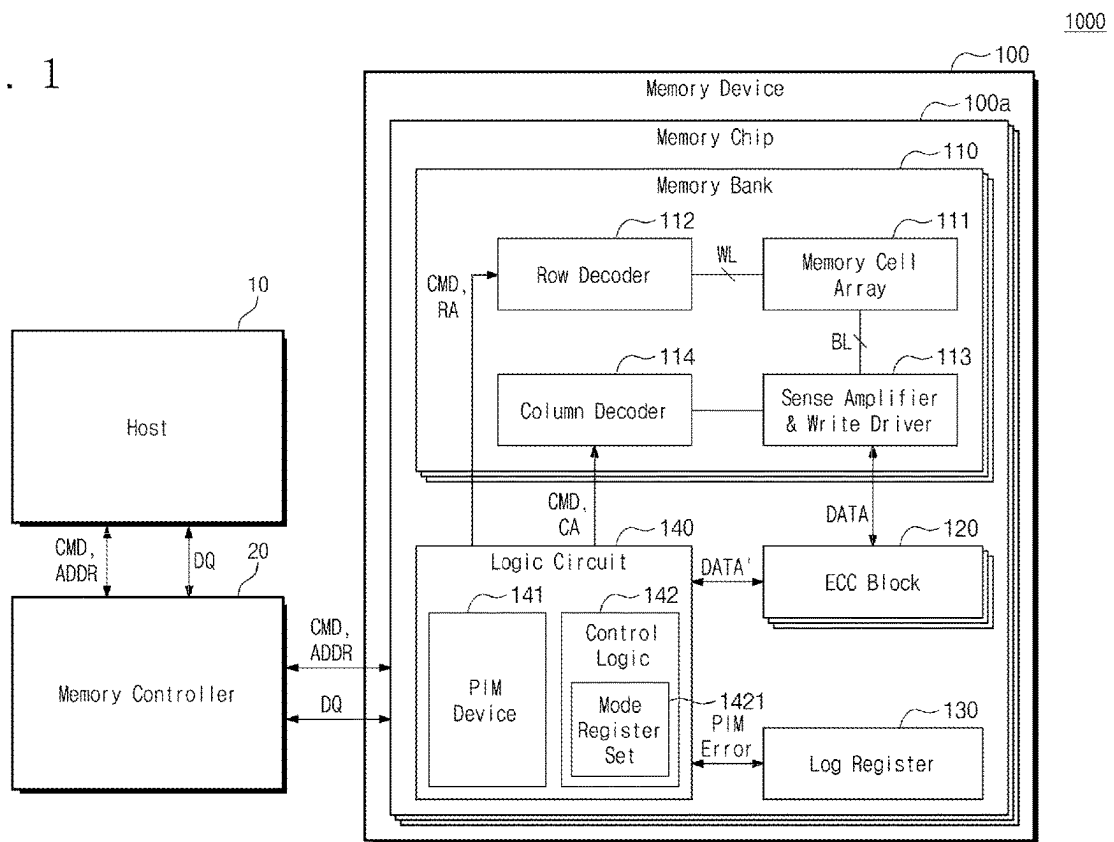 1000
. 1
100
Memory Device
100a
Memory Chip
110
Memory Bank
112
111
Row Decoder
WL
Memory Cell
Array
CMD,
RA
BL
10
114
113
Column Decoder
Sense Amplifier
& Write Driver
Host
CMD,
CA
DATA
CMD,
ADDR
DQ
20
140
120
Logic Circuit
DATA'
ECC Block
141
142
Control
Logic
CMD,
ADDR
Memory Controller
PIM
Device
DQ
Mode
Register
Set
1421
PIM
Error
130
Log Register